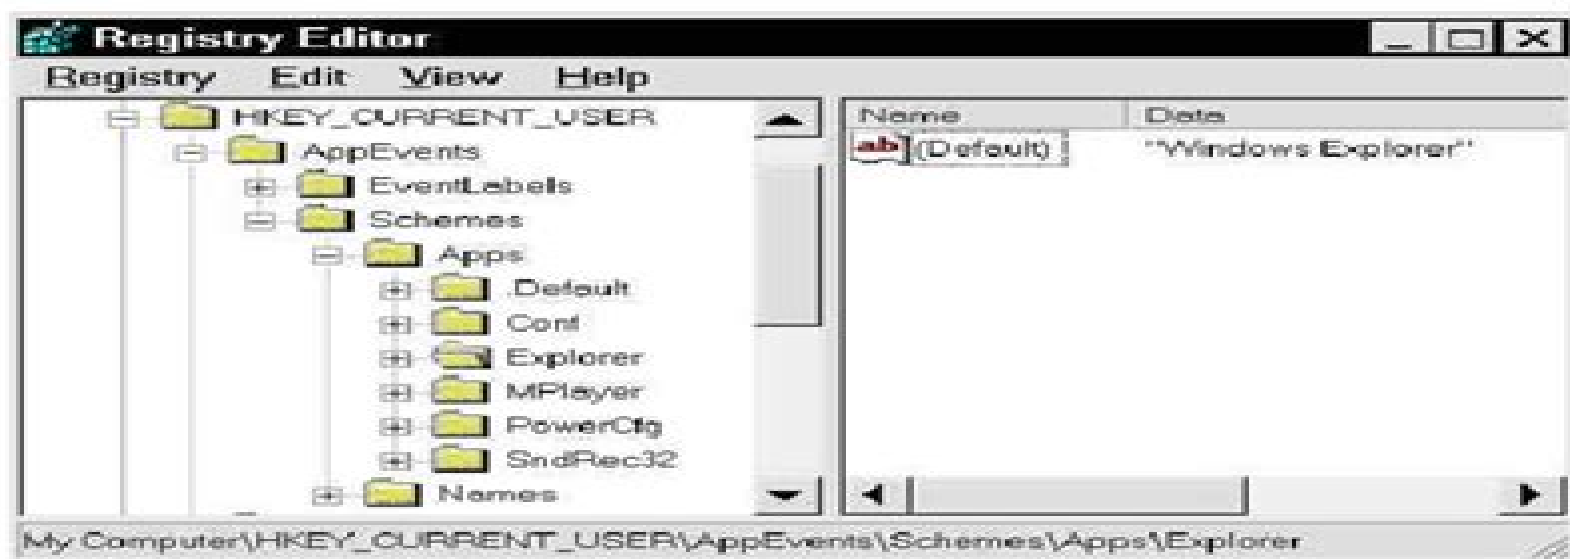 Registry Editor
Registry Edit View Help
HKEY_CURRENT_USER
AppEvents
EventLabels
Schemes
Apps
.Default
Conf
Explorer
MPlayer
PowerCfg
SndRec32
Names
Name Data
ab (Default) "Windows Explorer"
My Computer\HKEY_CURRENT_USER\AppEvents\Schemes\Apps\Explorer